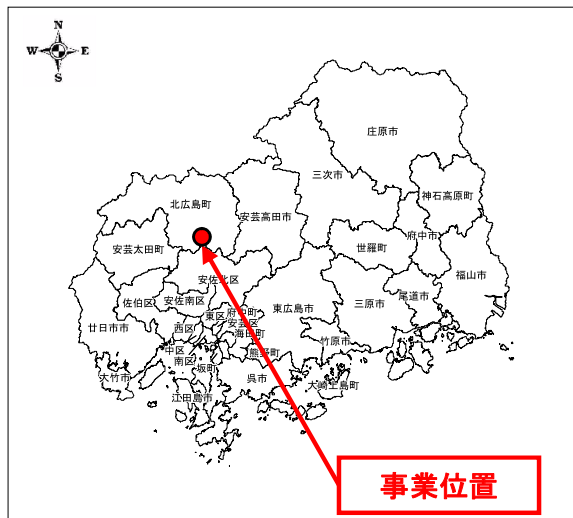 N
W E
S
庄原市
三次市
神石高原町
北広島町
安芸高田市
府中市
世羅町
安芸太田町
福山市
安佐北区
尾道市
三原市
東広島市
安佐南区
佐伯区
府中町
東区
安芸区
廿日市市
西区
海田町
竹原市
中区
熊野町
南区
坂町
呉市
大竹市
大崎上島町
江田島市
事業位置